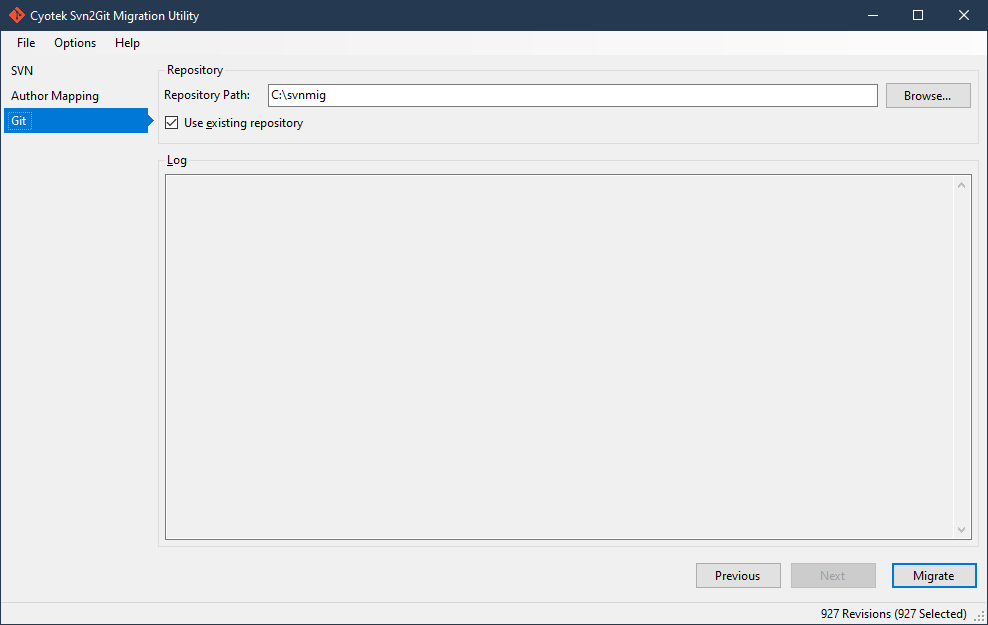 Cyotek Svn2Git Migration Utility
File Options Help
SVN
Author Mapping
Git
Repository
Repository Path: C:\svnmig Browse...
Use existing repository
Log
Previous Next Migrate
927 Revisions (927 Selected)